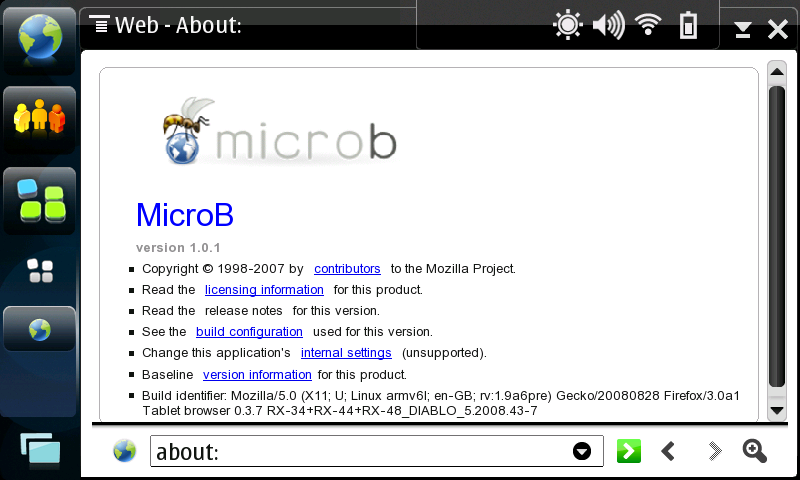 Web - About:
microb
MicroB
version 1.0.1
Copyright © 1998-2007 by contributors to the Mozilla Project.
Read the licensing information for this product.
Read the release notes for this version.
See the build configuration used for this version.
Change this application's internal settings (unsupported).
Baseline version information for this product.
Build identifier: Mozilla/5.0 (X11; U; Linux armv6l; en-GB; rv:1.9a6pre) Gecko/20080828 Firefox/3.0a1
Tablet browser 0.3.7 RX-34+RX-44+RX-48_DIABLO_5.2008.43-7
about: